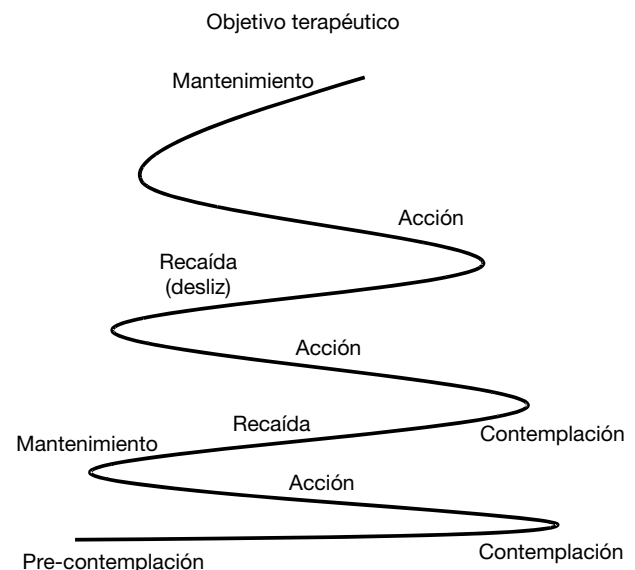 Objetivo terapéutico
Mantenimiento
Acción
Recaída
(desliz)
Acción
Recaída
Contemplación
Mantenimiento
Acción
Contemplación
Pre-contemplación